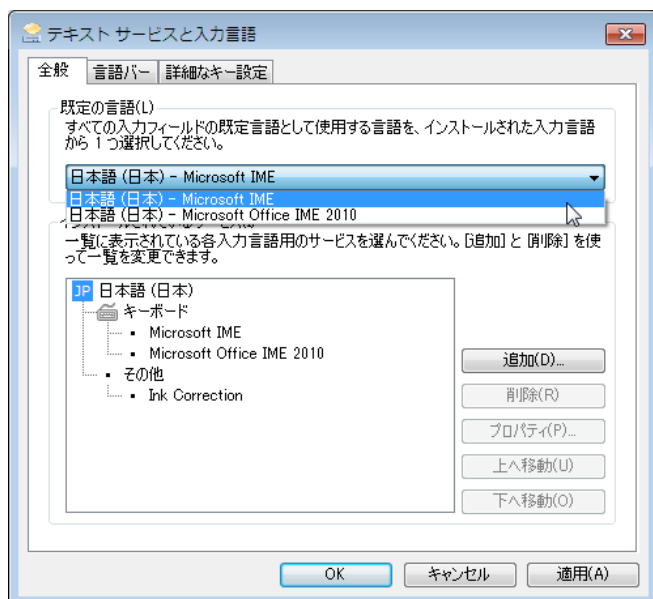 テキスト サービスと入力言語
全般
言語バー
詳細なキー設定
既定の言語(L)
すべての入力フィールドの既定言語として使用する言語を、インストールされた入力言語
から 1 つ選択してください。
日本語 (日本) - Microsoft IME
日本語 (日本) - Microsoft IME
日本語 (日本) - Microsoft Office IME 2010
一覧に表示されている各入力言語用のサービスを選んでください。[追加] と [削除] を使
って一覧を変更できます。
JP 日本語 (日本)
キーボード
• Microsoft IME
• Microsoft Office IME 2010
• その他
• Ink Correction
追加(D)...
削除(R)
プロパティ(P)...
上へ移動(U)
下へ移動(O)
OK
キャンセル
適用(A)